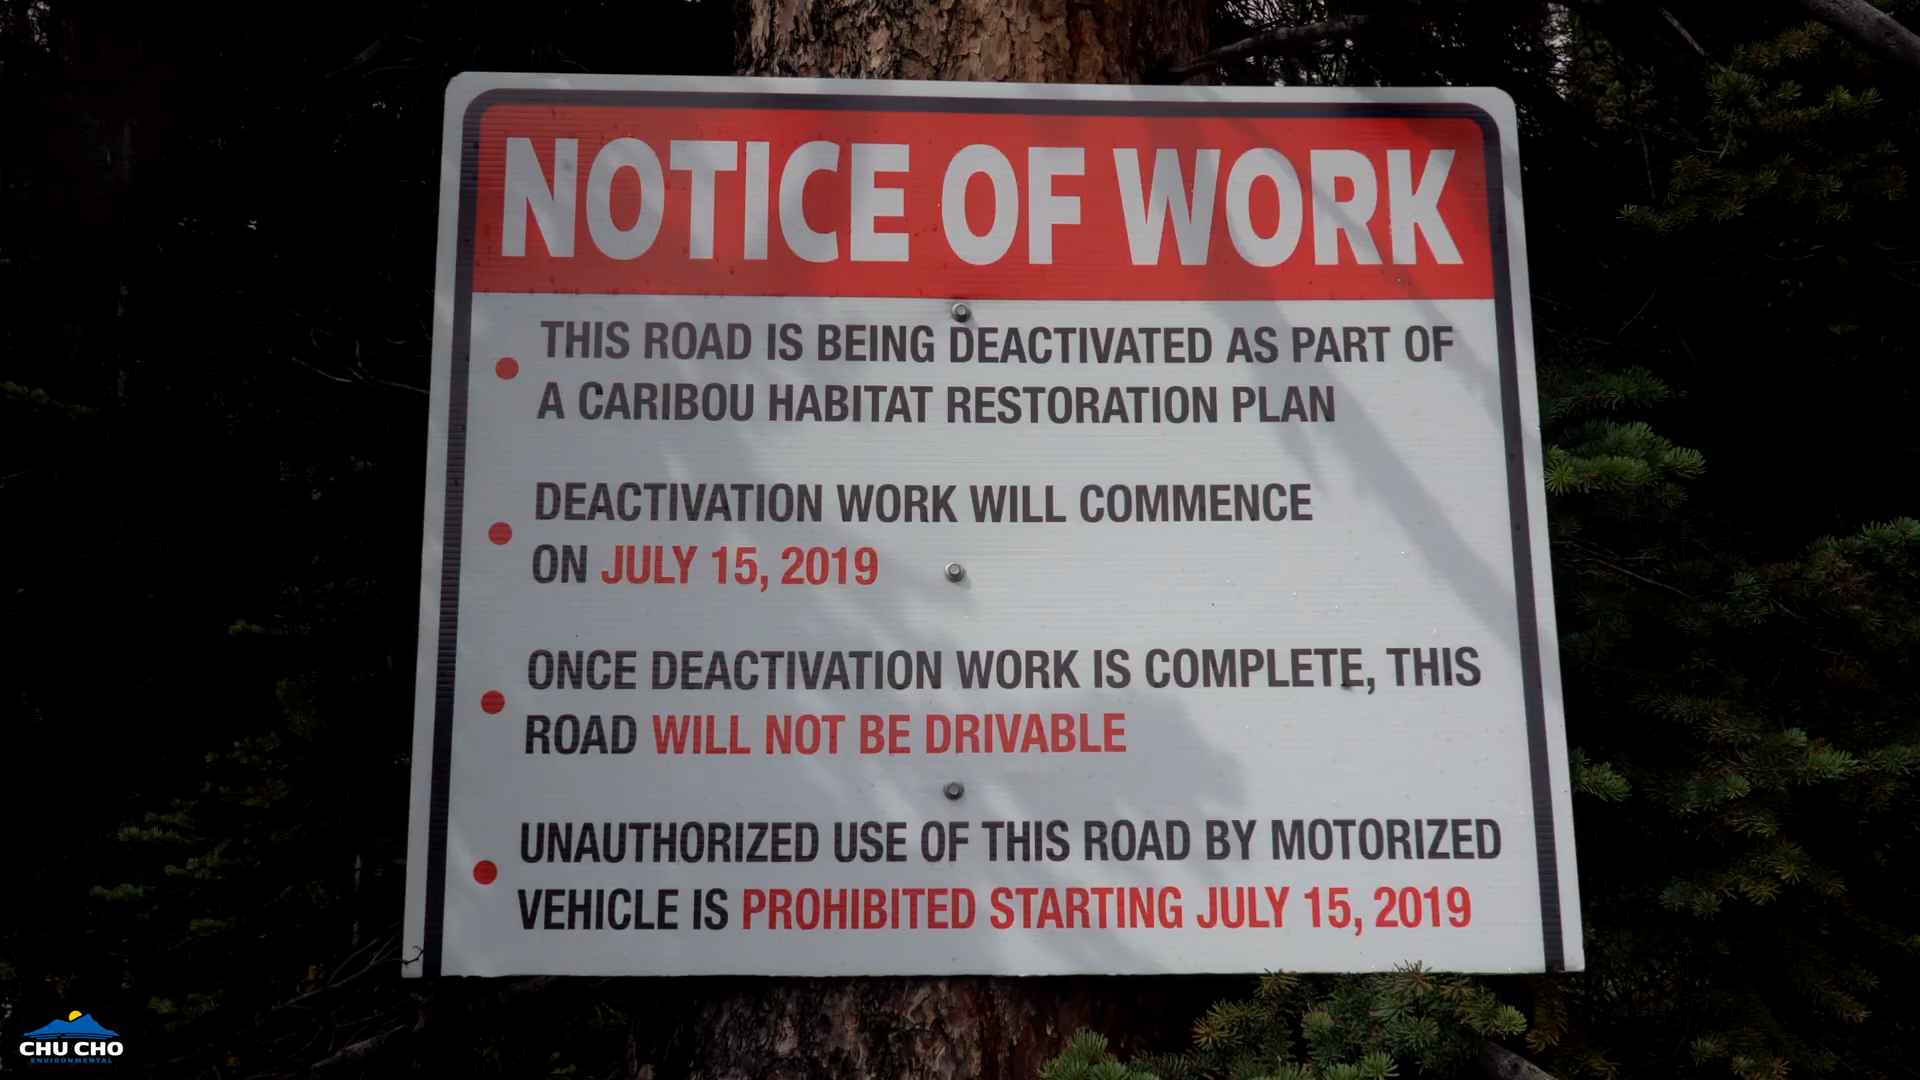 NOTICE OF WORK
THIS ROAD IS BEING DEACTIVATED AS PART OF
A CARIBOU HABITAT RESTORATION PLAN
DEACTIVATION WORK WILL COMMENCE
ON JULY 15, 2019
ONCE DEACTIVATION WORK IS COMPLETE, THIS
ROAD WILL NOT BE DRIVABLE
UNAUTHORIZED USE OF THIS ROAD BY MOTORIZED
VEHICLE IS PROHIBITED STARTING JULY 15, 2019
CHU CHO
ENVIRONMENTAL